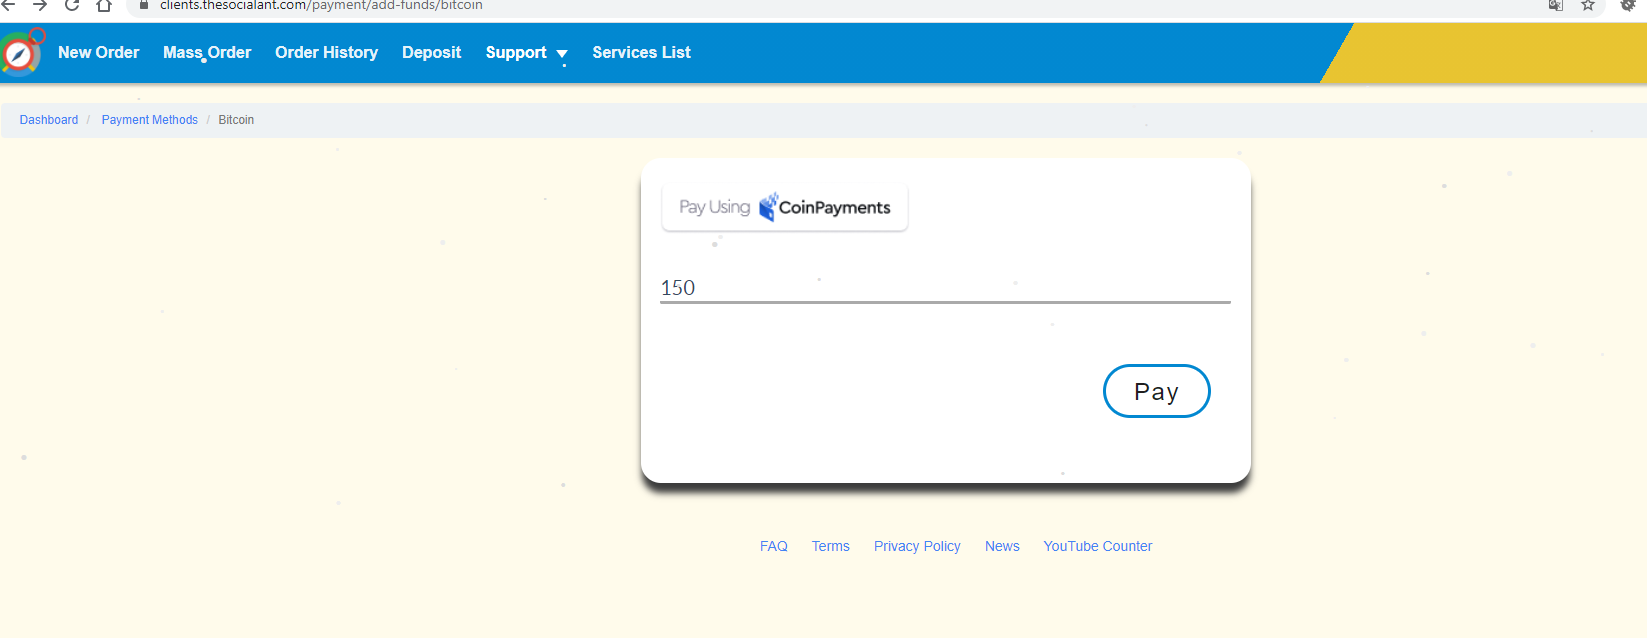 clients.thesocialant.com/payment/add-funds/bitcoin
New Order Mass Order Order History Deposit Support Services List
Dashboard / Payment Methods / Bitcoin
Pay Using CoinPayments
150
Pay
FAQ Terms Privacy Policy News YouTube Counter